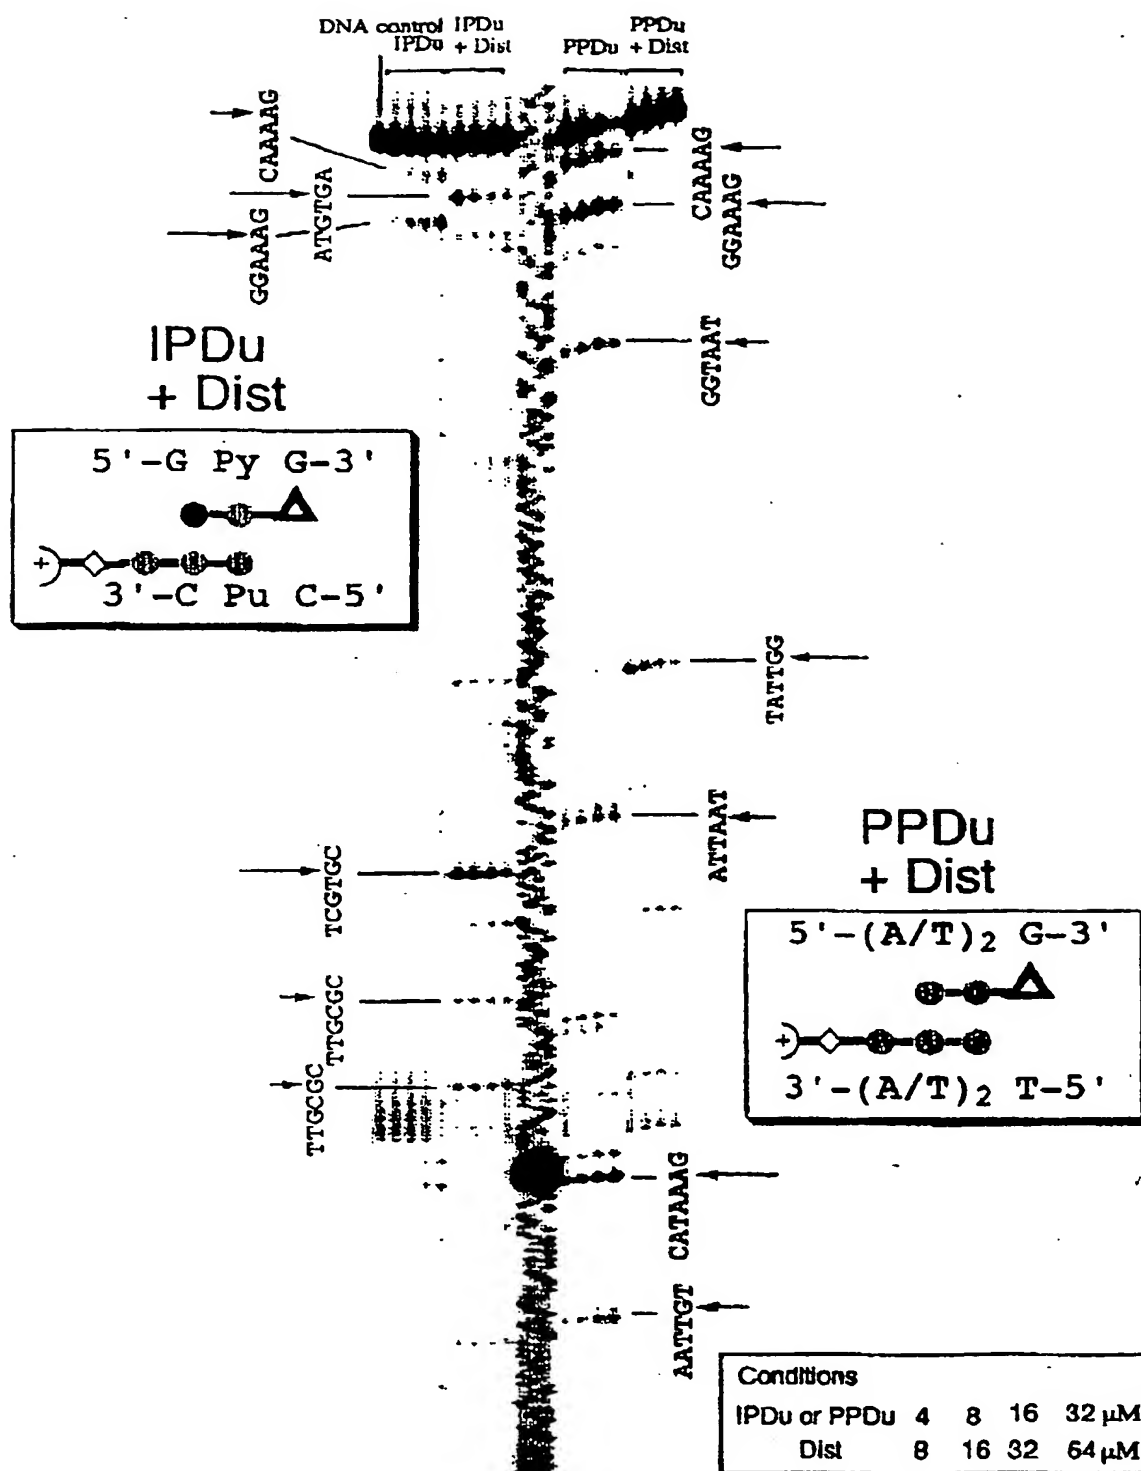 DNA control IPDu
IPDu + Dist
PPDu
PPDu
+ Dist
CAAAAG
ATGTGA
GGAAAG
CAAAAG
GGAAAG
GGTAAT
IPDu
+ Dist
5'-G Py G-3'
+
3'-C Pu C-5'
TATTGG
ATTAAT
TCGTGC
TTGCGC
TTGCGC
PPDu
+ Dist
5'-(A/T)2 G-3'
+
3'-(A/T)2 T-5'
CATAAAG
AATTGT
Conditions
IPDu or PPDu 4 8 16 32 μM
Dist 8 16 32 64 μM